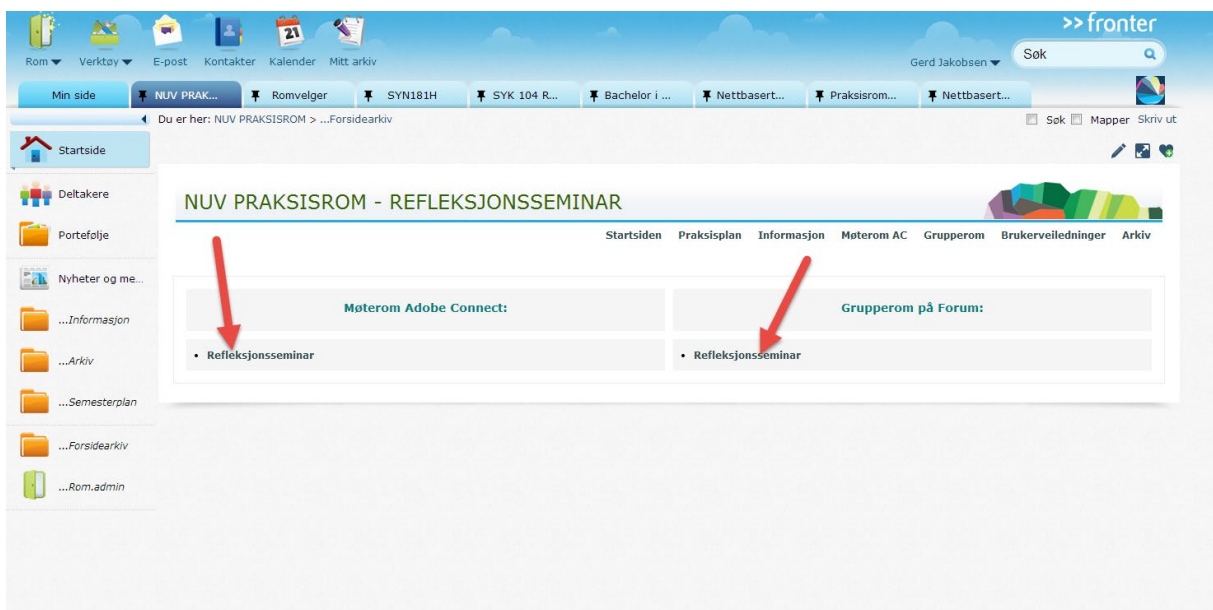 >>fronter
21
Rom Verktøy E-post Kontakter Kalender Mitt arkiv
Gerd Jakobsen
Søk
Min side NUV PRAK... Romvelger SYN181H SYK 104 R... Bachelor i ... Nettbasert... Praksisrom... Nettbasert...
Du er her: NUV PRAKSISROM > ...Forsidearkiv
Søk Mapper Skriv ut
Startside
Deltakere
Portefølje
Nyheter og me...
...Informasjon
...Arkiv
...Semesterplan
...Forsidearkiv
...Rom.admin
NUV PRAKSISROM - REFLEKSJONSSEMINAR
Startsiden Praksisplan Informasjon Møterom AC Grupperom Brukerveiledninger Arkiv
Møterom Adobe Connect:
Grupperom på Forum:
• Refleksjonsseminar
• Refleksjonsseminar